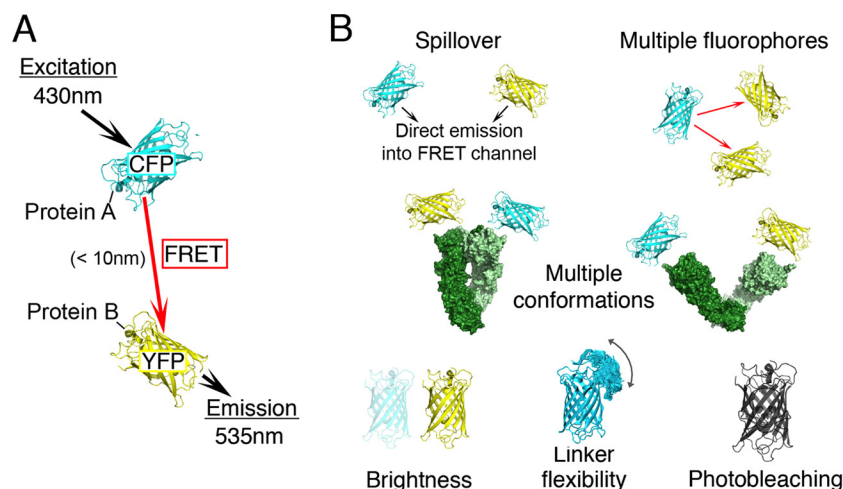 A
Excitation
430nm
CFP
Protein A
(< 10nm)
FRET
Protein B
YFP
Emission
535nm
B
Spillover
Direct emission
into FRET channel
Multiple fluorophores
Multiple
conformations
Brightness
Linker
flexibility
Photobleaching